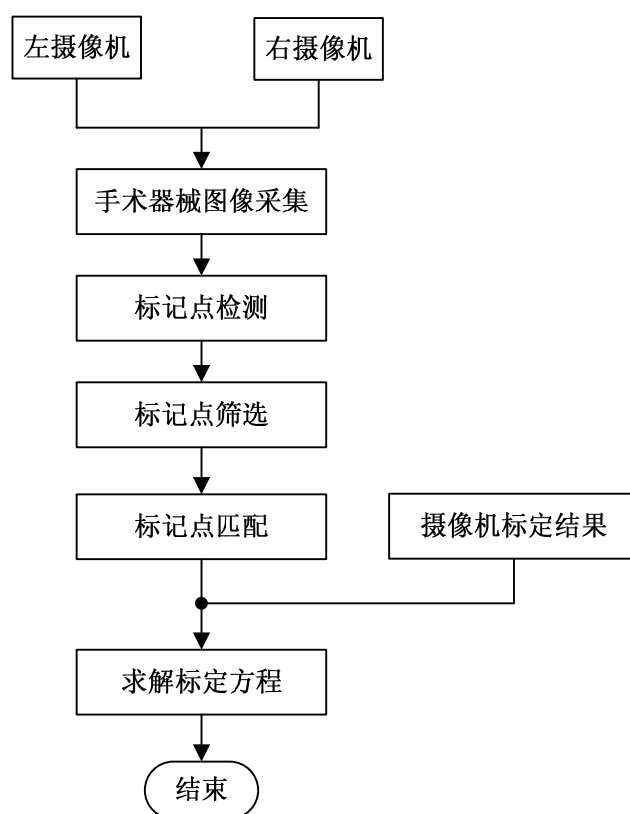 左摄像机
右摄像机
手术器械图像采集
标记点检测
标记点筛选
标记点匹配
摄像机标定结果
求解标定方程
结束